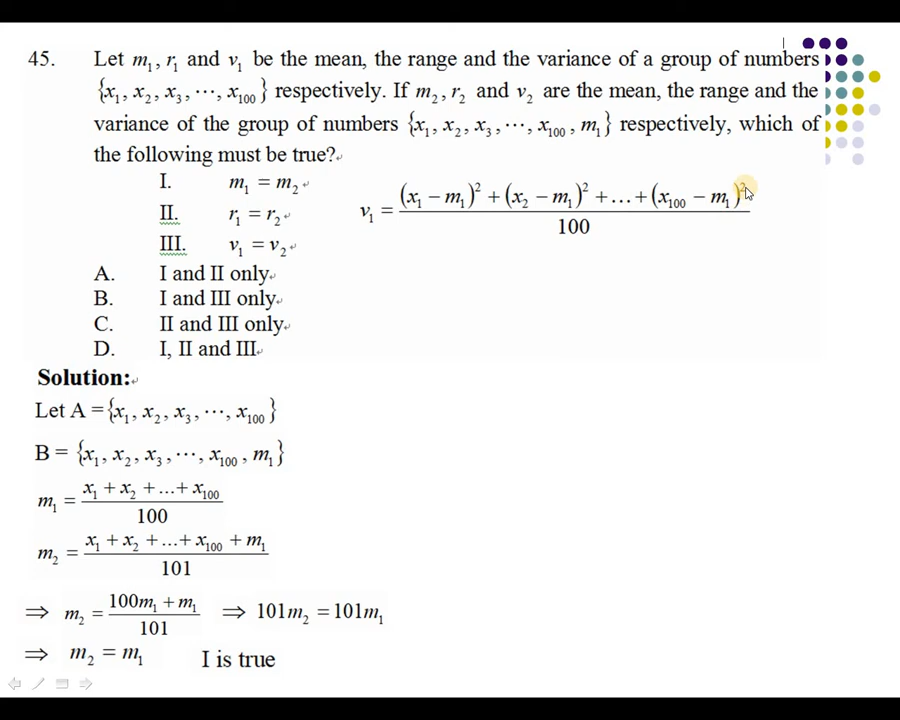 45. Let m₁, r₁ and v₁ be the mean, the range and the variance of a group of numbers
{x₁, x₂, x₃, ⋯, x₁₀₀} respectively. If m₂, r₂ and v₂ are the mean, the range and the
variance of the group of numbers {x₁, x₂, x₃, ⋯, x₁₀₀, m₁} respectively, which of
the following must be true?
I. m₁ = m₂
II. r₁ = r₂
III. v₁ = v₂
v₁ = ((x₁ − m₁)² + (x₂ − m₁)² + … + (x₁₀₀ − m₁)²) / 100
A. I and II only
B. I and III only
C. II and III only
D. I, II and III
Solution:
Let A = {x₁, x₂, x₃, ⋯, x₁₀₀}
B = {x₁, x₂, x₃, ⋯, x₁₀₀, m₁}
m₁ = (x₁ + x₂ + … + x₁₀₀) / 100
m₂ = (x₁ + x₂ + … + x₁₀₀ + m₁) / 101
⇒ m₂ = (100m₁ + m₁) / 101 ⇒ 101m₂ = 101m₁
⇒ m₂ = m₁ I is true